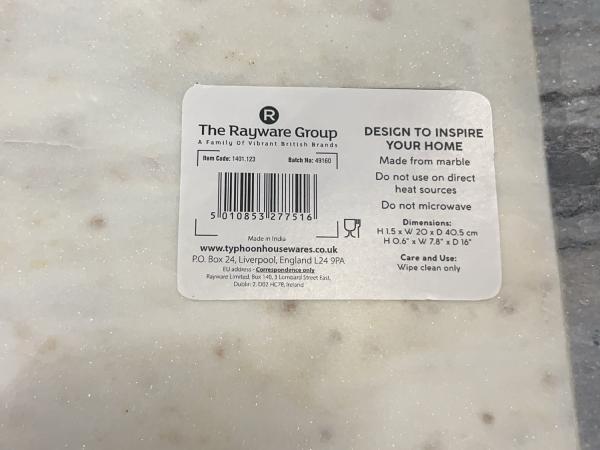 R
The Rayware Group
A Family Of Vibrant British Brands
Item Code: 1401.123 Batch No: 49160
5 010853 277516
Made in India
www.typhoonhousewares.co.uk
P.O. Box 24, Liverpool, England L24 9PA
EU address - Correspondence only
Rayware Limited, Box 140, 3 Lombard Street East,
Dublin 2, D02 HC78, Ireland
DESIGN TO INSPIRE
YOUR HOME
Made from marble
Do not use on direct
heat sources
Do not microwave
Dimensions:
H 1.5 x W 20 x D 40.5 cm
H 0.6" x W 7.8" x D 16"
Care and Use:
Wipe clean only